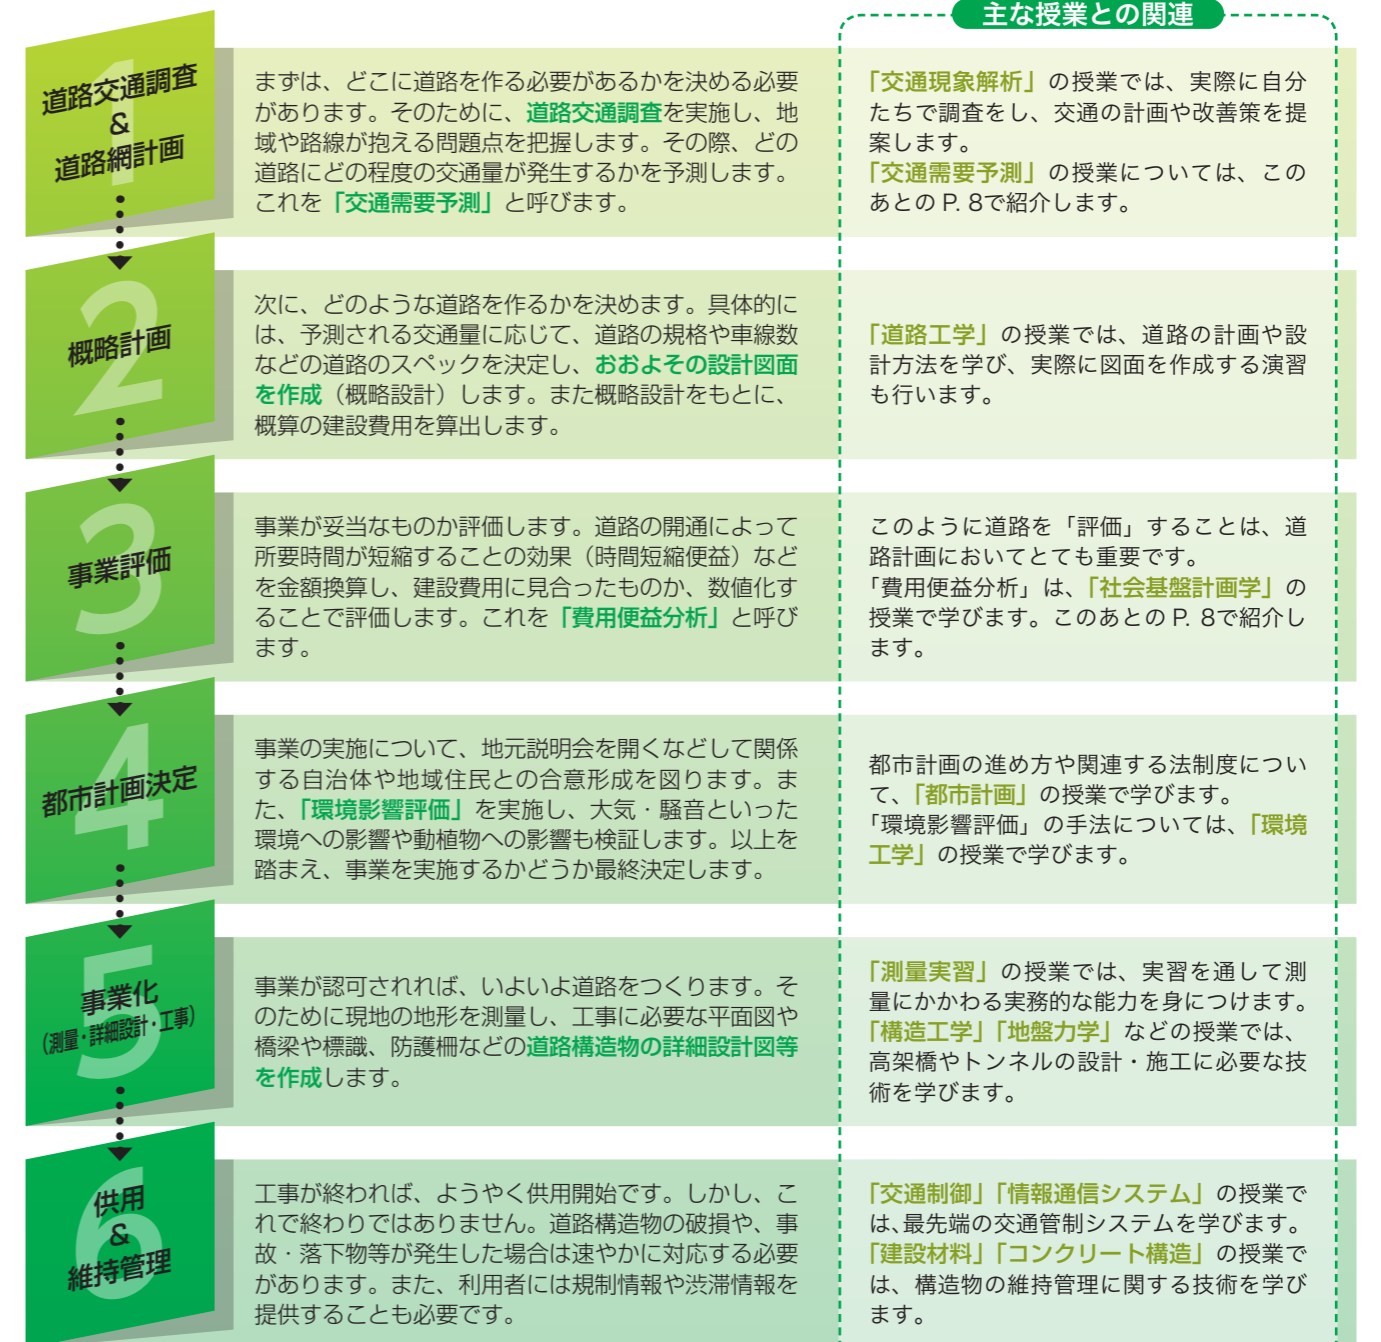 主な授業との関連
1
道路交通調査
&
道路網計画
まずは、どこに道路を作る必要があるかを決める必要
があります。そのために、道路交通調査を実施し、地
域や路線が抱える問題点を把握します。その際、どの
道路にどの程度の交通量が発生するかを予測します。
これを「交通需要予測」と呼びます。
「交通現象解析」の授業では、実際に自分
たちで調査をし、交通の計画や改善策を提
案します。
「交通需要予測」の授業については、この
あとの P. 8で紹介します。
2
概略計画
次に、どのような道路を作るかを決めます。具体的に
は、予測される交通量に応じて、道路の規格や車線数
などの道路のスペックを決定し、おおよその設計図面
を作成（概略設計）します。また概略設計をもとに、
概算の建設費用を算出します。
「道路工学」の授業では、道路の計画や設
計方法を学び、実際に図面を作成する演習
も行います。
3
事業評価
事業が妥当なものか評価します。道路の開通によって
所要時間が短縮することの効果（時間短縮便益）など
を金額換算し、建設費用に見合ったものか、数値化す
ることで評価します。これを「費用便益分析」と呼び
ます。
このように道路を「評価」することは、道
路計画においてとても重要です。
「費用便益分析」は、「社会基盤計画学」の
授業で学びます。このあとの P. 8で紹介し
ます。
4
都市計画決定
事業の実施について、地元説明会を開くなどして関係
する自治体や地域住民との合意形成を図ります。ま
た、「環境影響評価」を実施し、大気・騒音といった
環境への影響や動植物への影響も検証します。以上を
踏まえ、事業を実施するかどうか最終決定します。
都市計画の進め方や関連する法制度につい
て、「都市計画」の授業で学びます。
「環境影響評価」の手法については、「環境
工学」の授業で学びます。
5
事業化
（測量・詳細設計・工事）
事業が認可されれば、いよいよ道路をつくります。そ
のために現地の地形を測量し、工事に必要な平面図や
橋梁や標識、防護柵などの道路構造物の詳細設計図等
を作成します。
「測量実習」の授業では、実習を通して測
量にかかわる実務的な能力を身につけます。
「構造工学」「地盤力学」などの授業では、
高架橋やトンネルの設計・施工に必要な技
術を学びます。
6
供用
&
維持管理
工事が終われば、ようやく供用開始です。しかし、こ
れで終わりではありません。道路構造物の破損や、事
故・落下物等が発生した場合は速やかに対応する必要
があります。また、利用者には規制情報や渋滞情報を
提供することも必要です。
「交通制御」「情報通信システム」の授業で
は、最先端の交通管制システムを学びます。
「建設材料」「コンクリート構造」の授業で
は、構造物の維持管理に関する技術を学び
ます。